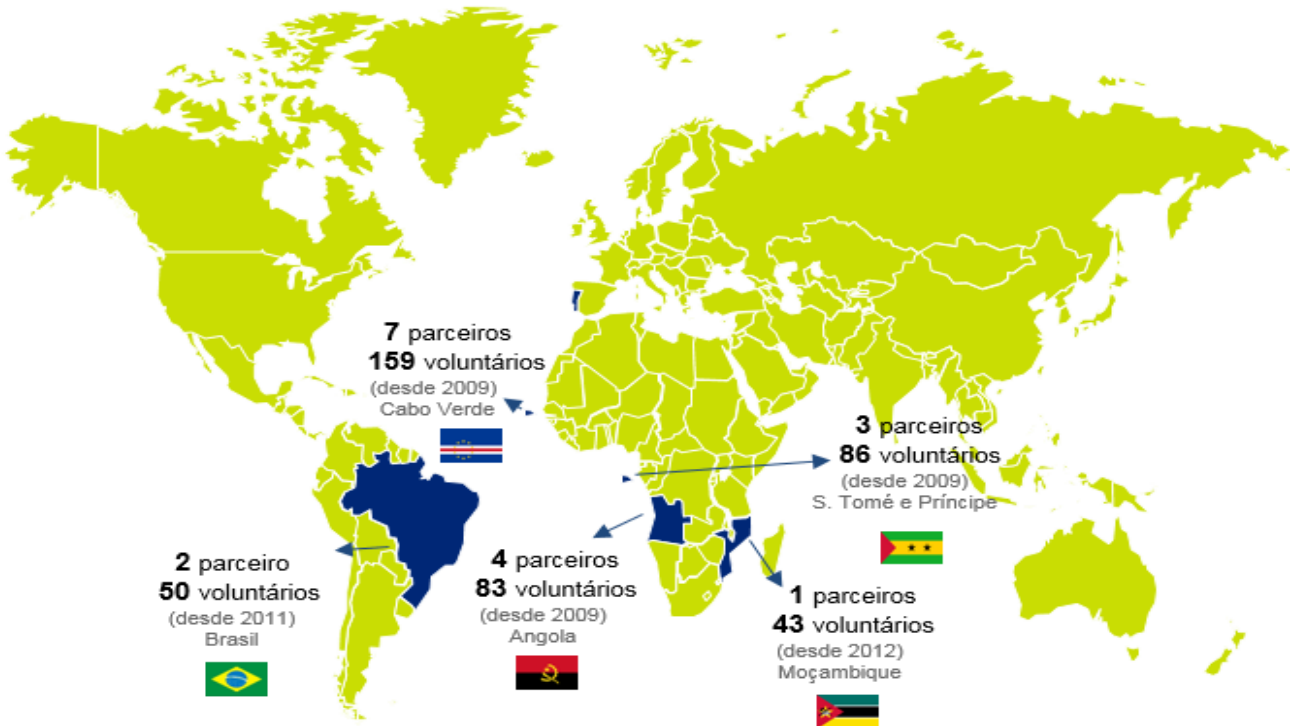 7 parceiros
159 voluntários
(desde 2009)
Cabo Verde
3 parceiros
86 voluntários
(desde 2009)
S. Tomé e Príncipe
2 parceiro
50 voluntários
(desde 2011)
Brasil
4 parceiros
83 voluntários
(desde 2009)
Angola
1 parceiros
43 voluntários
(desde 2012)
Moçambique